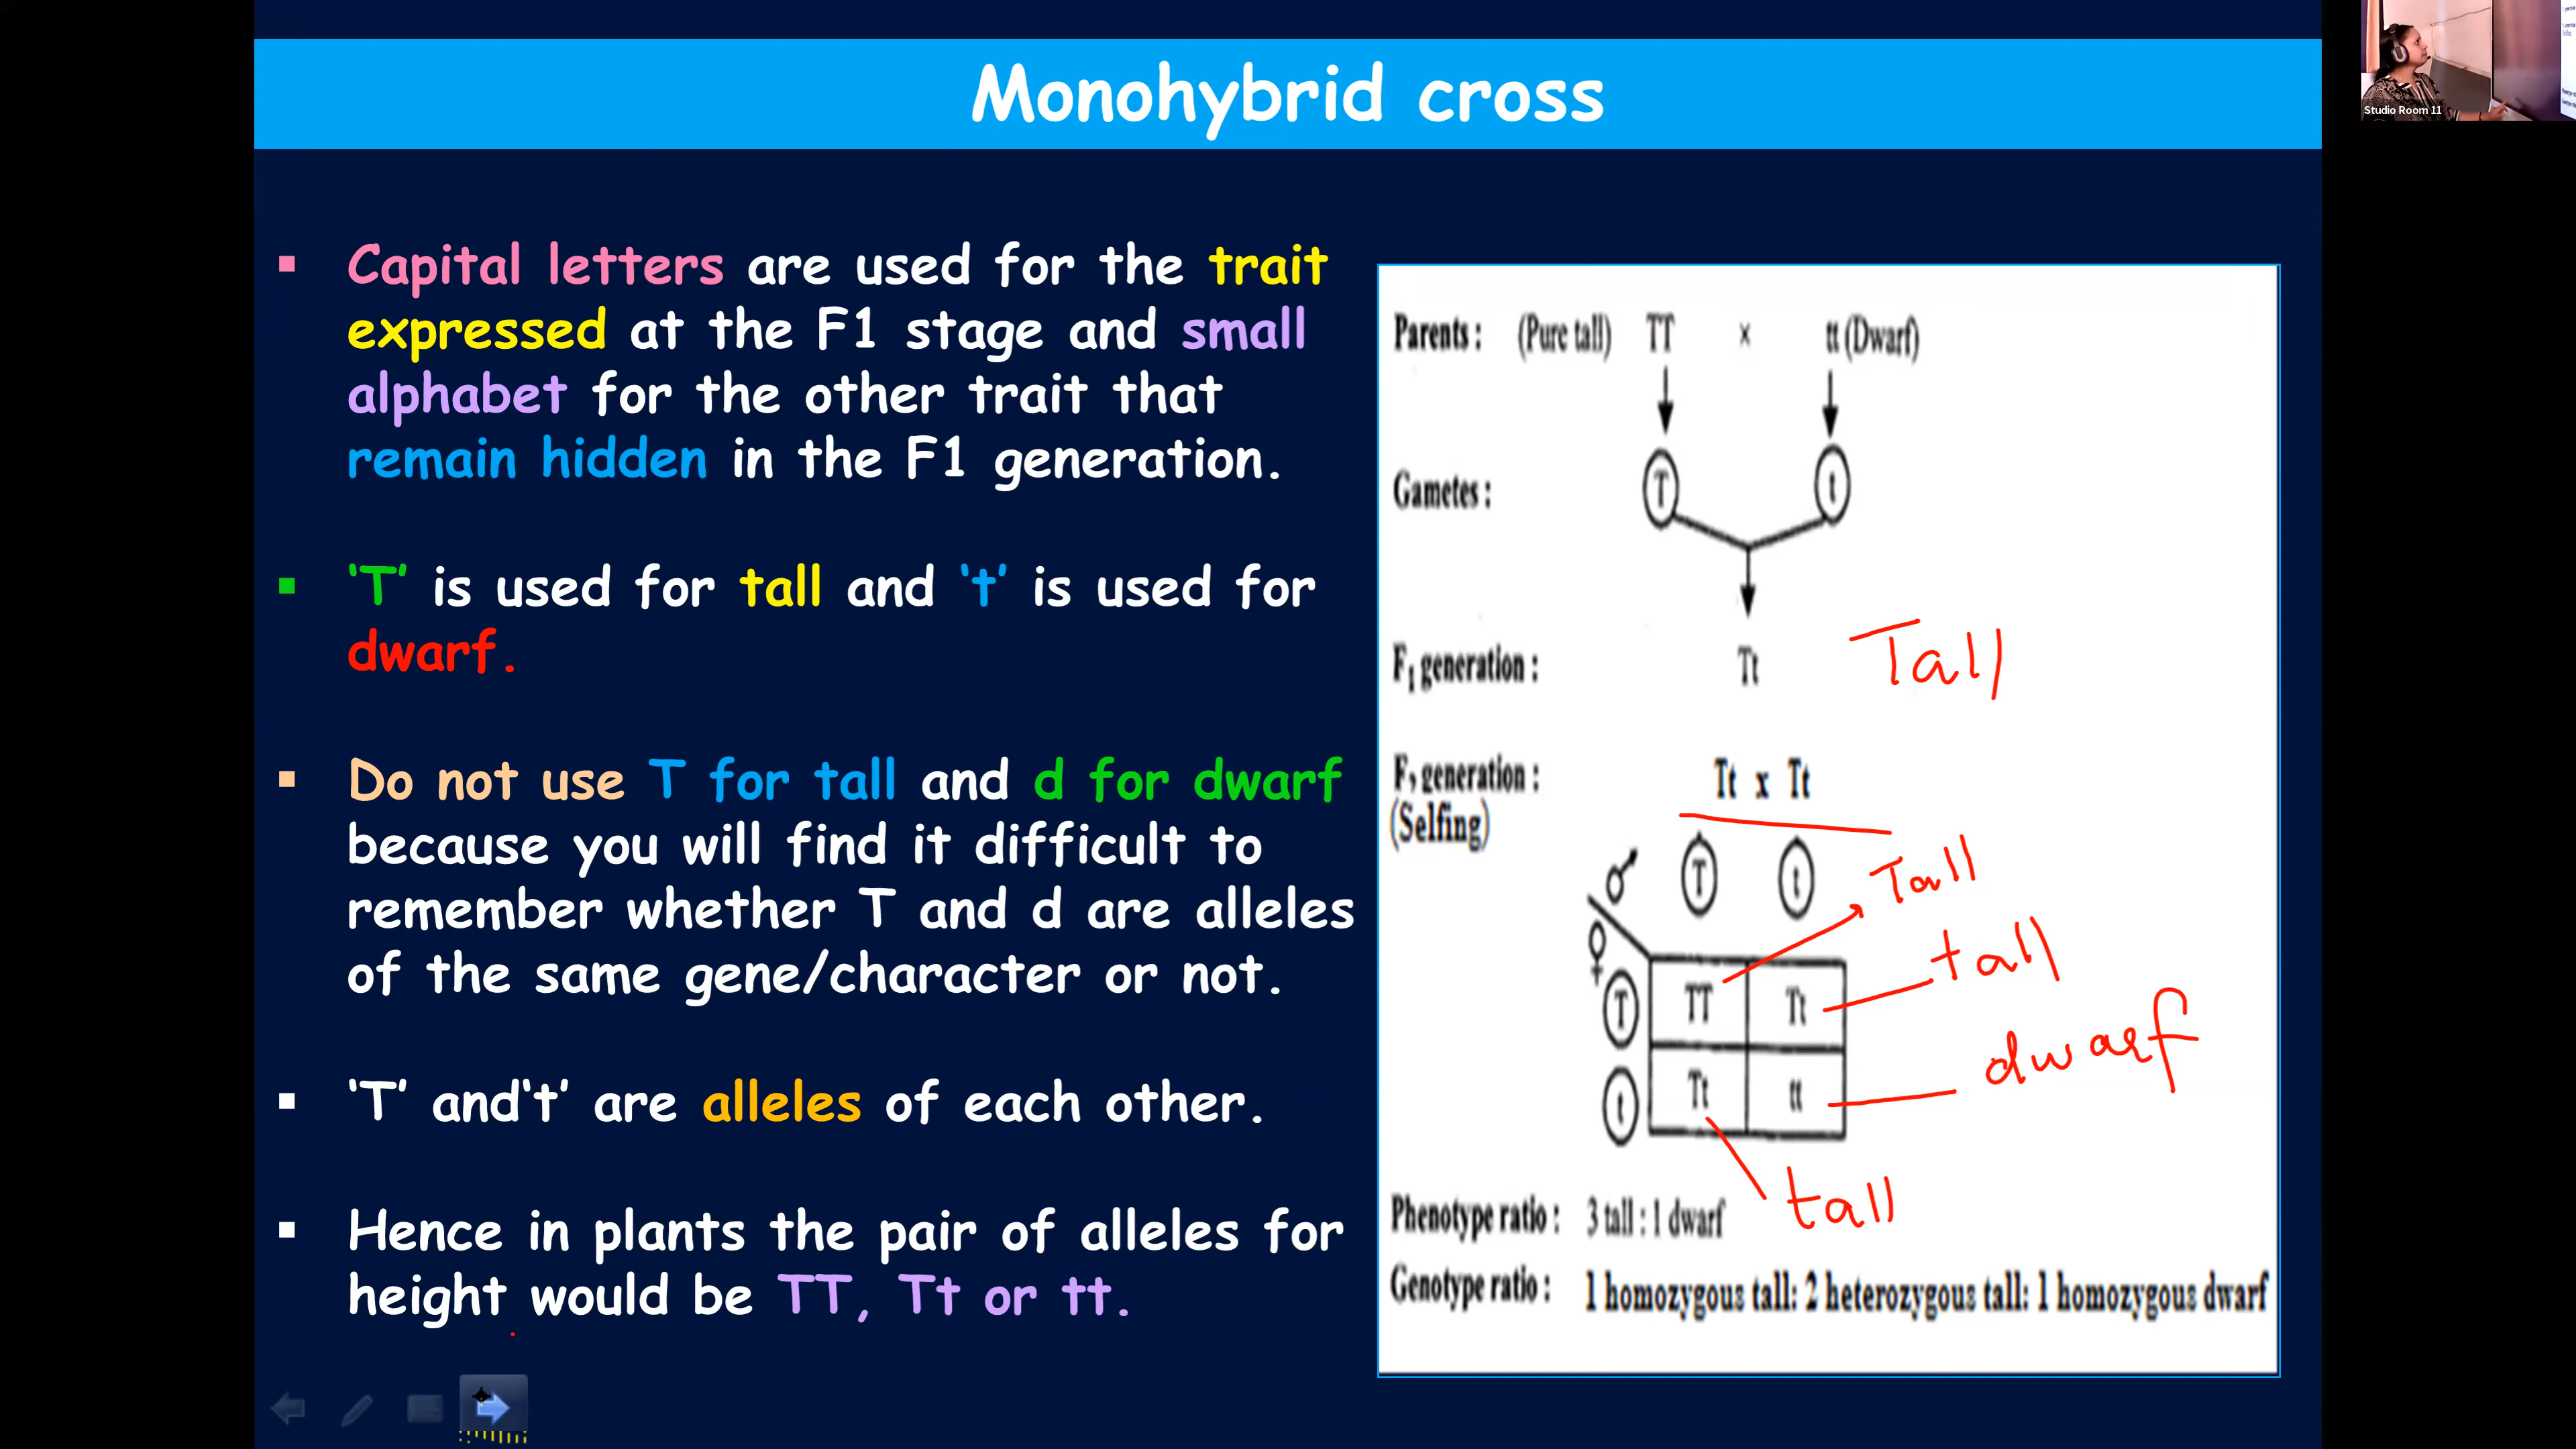 Monohybrid cross
Studio Room 11
▪ Capital letters are used for the trait
expressed at the F1 stage and small
alphabet for the other trait that
remain hidden in the F1 generation.
▪ ‘T’ is used for tall and ‘t’ is used for
dwarf.
▪ Do not use T for tall and d for dwarf
because you will find it difficult to
remember whether T and d are alleles
of the same gene/character or not.
▪ ‘T’ and‘t’ are alleles of each other.
▪ Hence in plants the pair of alleles for
height would be TT, Tt or tt.
Parents : (Pure tall) TT × tt (Dwarf)
Gametes : T t
F₁ generation : Tt Tall
F₂ generation : Tt x Tt
(Selfing)
♂ T t Tall
♀
T TT Tt tall
t Tt tt dwarf
tall
Phenotype ratio : 3 tall : 1 dwarf
Genotype ratio : 1 homozygous tall: 2 heterozygous tall: 1 homozygous dwarf